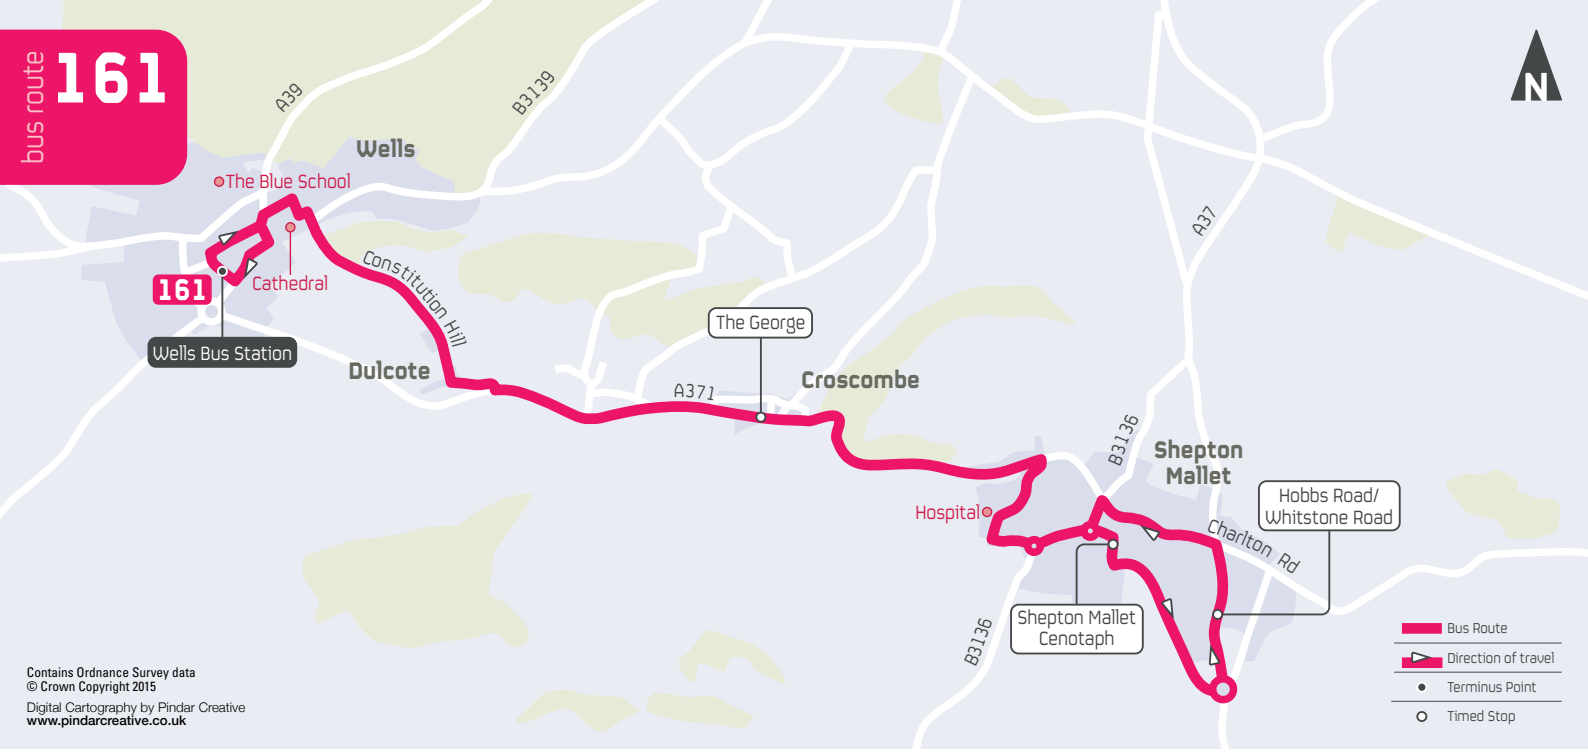 bus route
161
A39
B3139
Wells
The Blue School
Cathedral
161
Wells Bus Station
Constitution Hill
Dulcote
A371
The George
Croscombe
A37
N
B3136
Shepton
Mallet
Hospital
Hobbs Road/
Whitstone Road
Charlton Rd
Shepton Mallet
Cenotaph
B3136
Bus Route
Direction of travel
Terminus Point
Timed Stop
Contains Ordnance Survey data
© Crown Copyright 2015
Digital Cartography by Pindar Creative
www.pindarcreative.co.uk